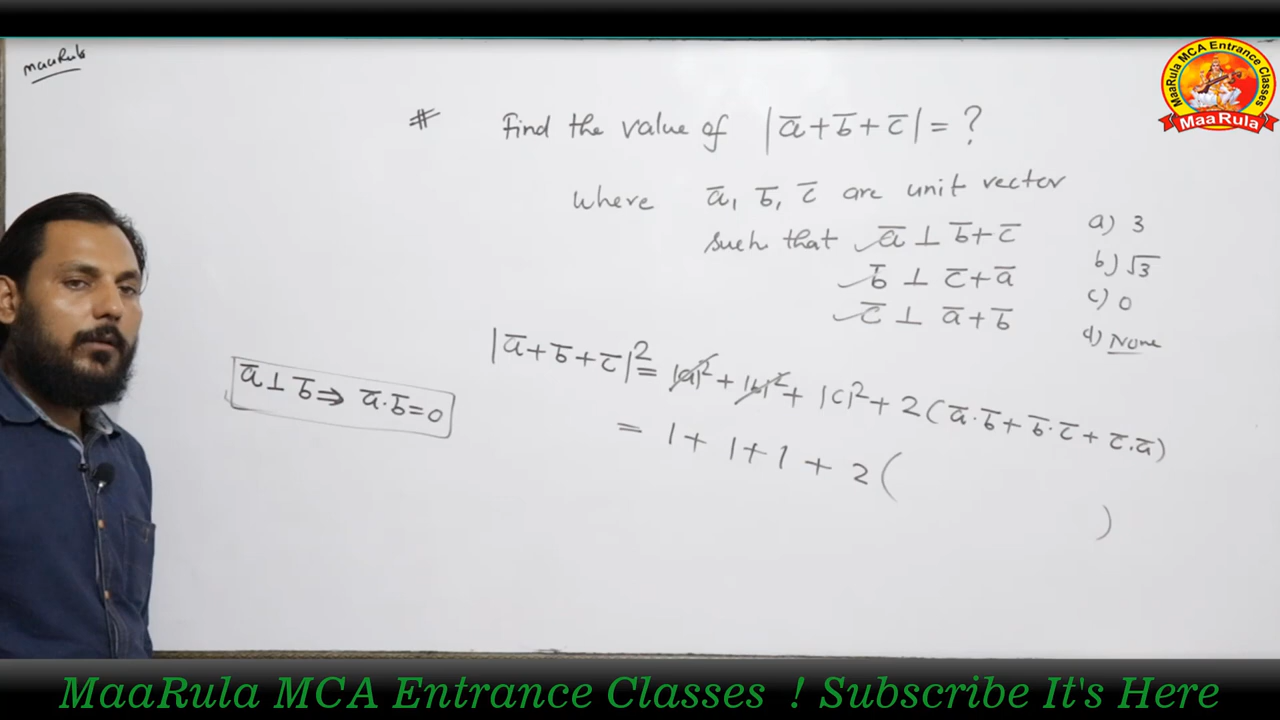 maaRula
MaaRula MCA Entrance Classes
MaaRula
# Find the value of |a̅+b̅+c̅| = ?
where a̅, b̅, c̅ are unit vector
such that a̅ ⊥ b̅+c̅
b̅ ⊥ c̅+a̅
c̅ ⊥ a̅+b̅
a) 3
b) √3
c) 0
d) None
|a̅+b̅+c̅|² = |a|² + |b|² + |c|² + 2(a̅·b̅ + b̅·c̅ + c̅·a̅)
= 1 + 1 + 1 + 2( )
a̅ ⊥ b̅ ⇒ a̅·b̅ = 0
MaaRula MCA Entrance Classes ! Subscribe It's Here